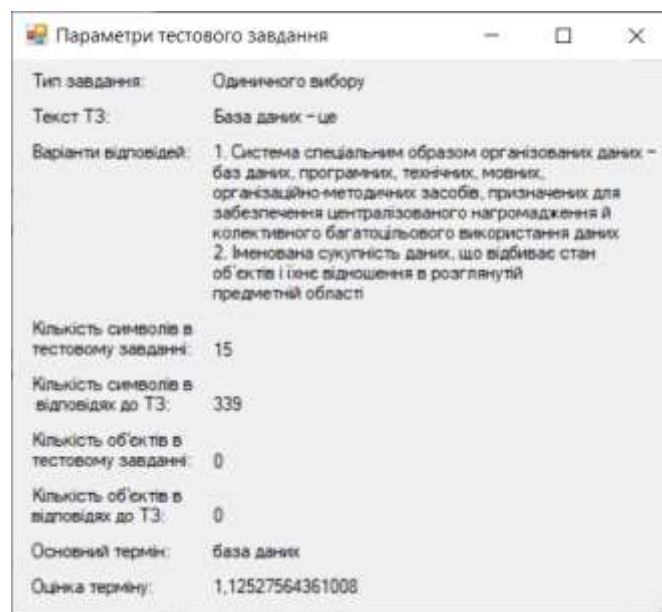 Параметри тестового завдання
Тип завдання: Одиничного вибору
Текст ТЗ: База даних – це
Варіанти відповідей: 1. Система спеціальним образом організованих даних –
баз даних, програмних, технічних, мовних,
організаційно-методичних засобів, призначених для
забезпечення централізованого нагромадження й
колективного багатоцільового використання даних
2. Іменована сукупність даних, що відбиває стан
об'єктів і їхнє відношення в розглянутій
предметній області
Кількість символів в
тестовому завданні: 15
Кількість символів в
відповідях до ТЗ: 339
Кількість об'єктів в
тестовому завданні: 0
Кількість об'єктів в
відповідях до ТЗ: 0
Основний термін: база даних
Оцінка терміну: 1,12527564361008